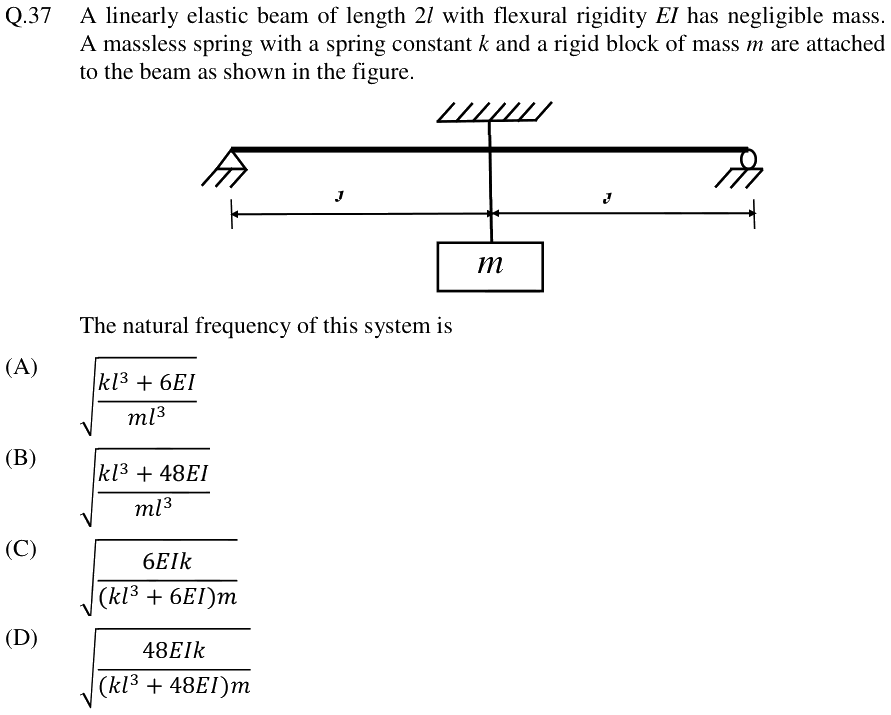 Q.37 A linearly elastic beam of length 2l with flexural rigidity EI has negligible mass.
A massless spring with a spring constant k and a rigid block of mass m are attached
to the beam as shown in the figure.
m
The natural frequency of this system is
(A) √((kl³ + 6EI)/(ml³))
(B) √((kl³ + 48EI)/(ml³))
(C) √(6EIk/((kl³ + 6EI)m))
(D) √(48EIk/((kl³ + 48EI)m))